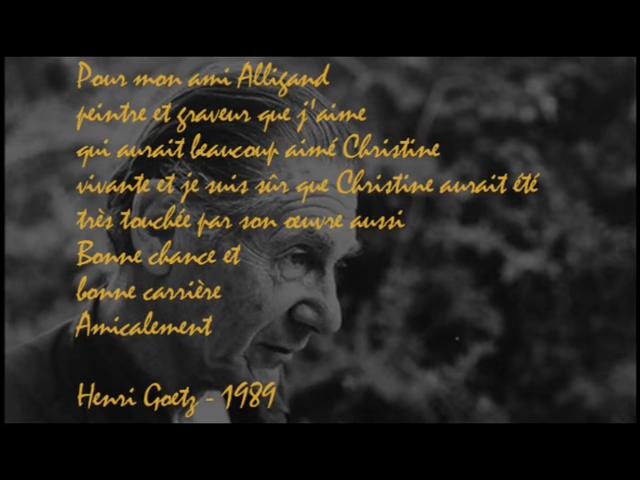 Pour mon ami Alligand
peintre et graveur que j'aime
qui aurait beaucoup aimé Christine
vivante et je suis sûr que Christine aurait été
très touchée par son œuvre aussi
Bonne chance et
bonne carrière
Amicalement
Henri Goetz - 1989